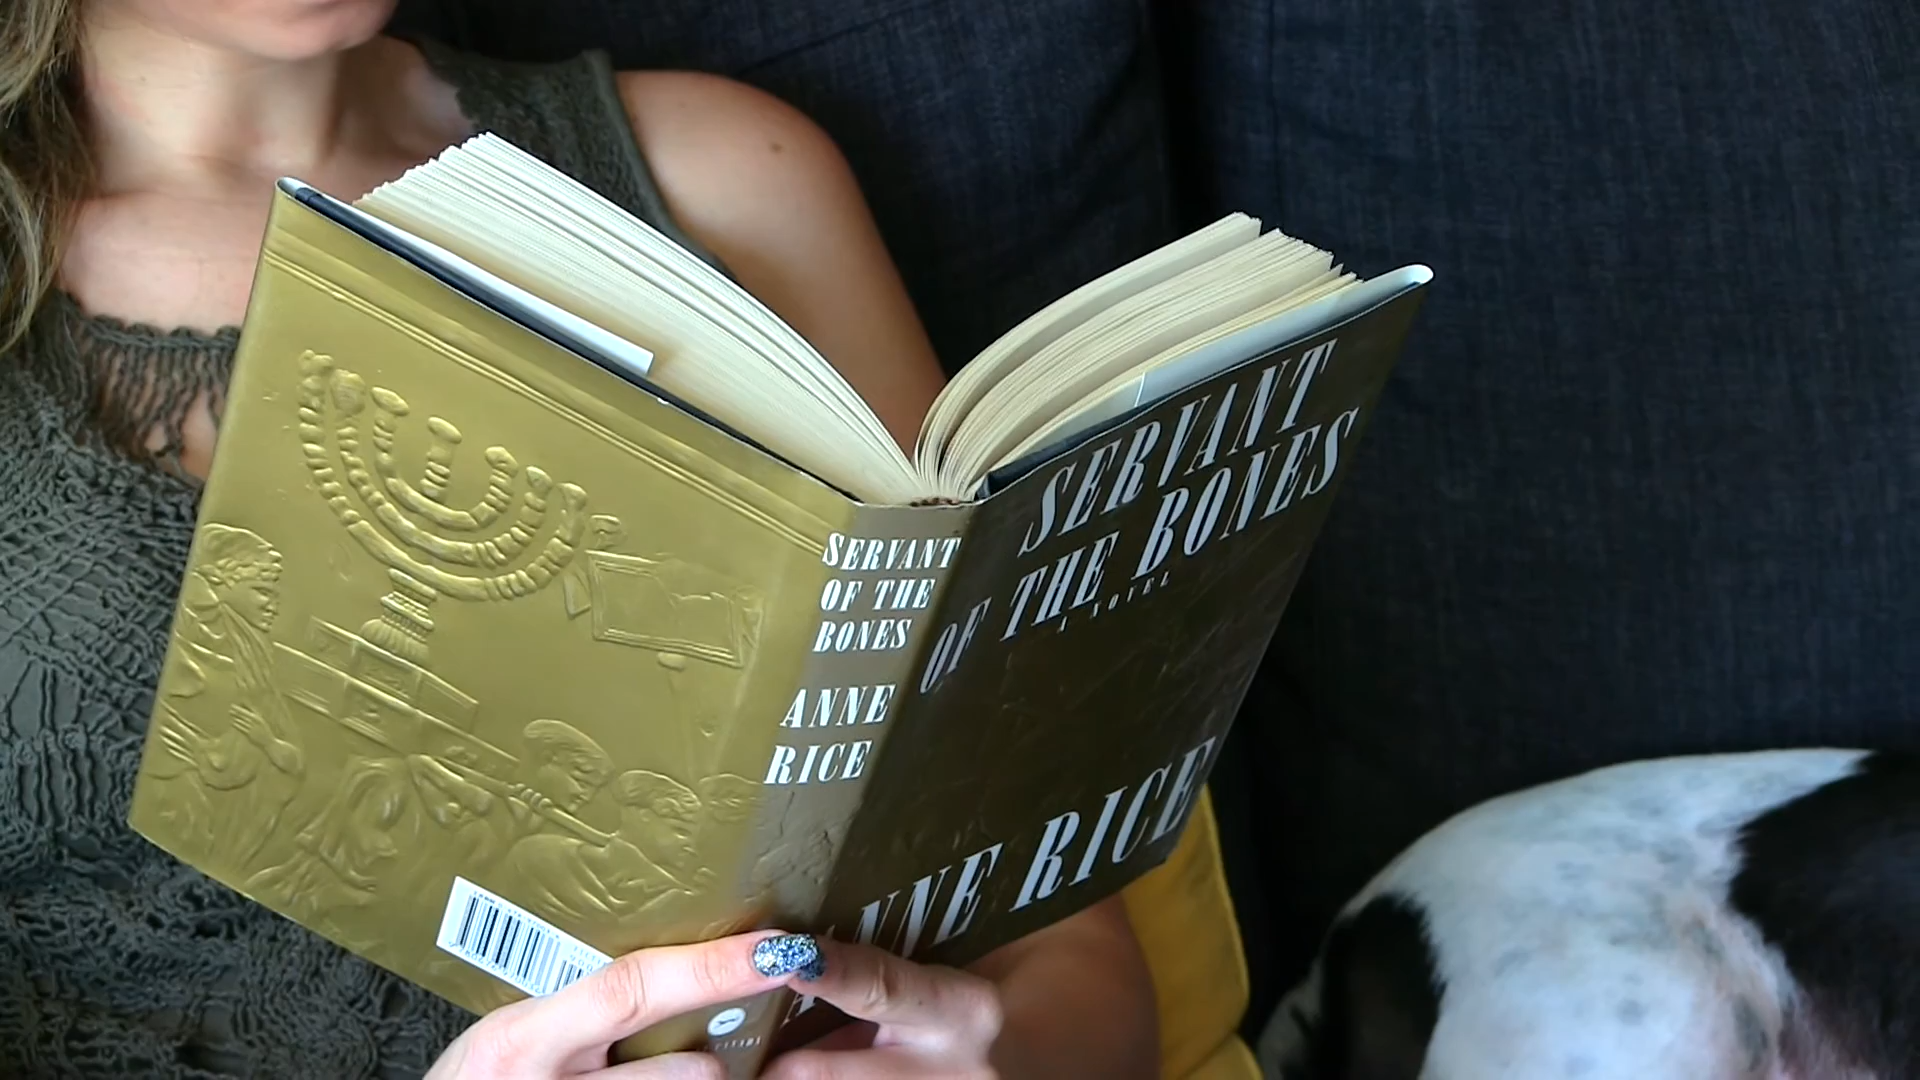 SERVANT
OF THE
BONES
ANNE
RICE
SERVANT
OF THE BONES
A NOVEL
ANNE RICE